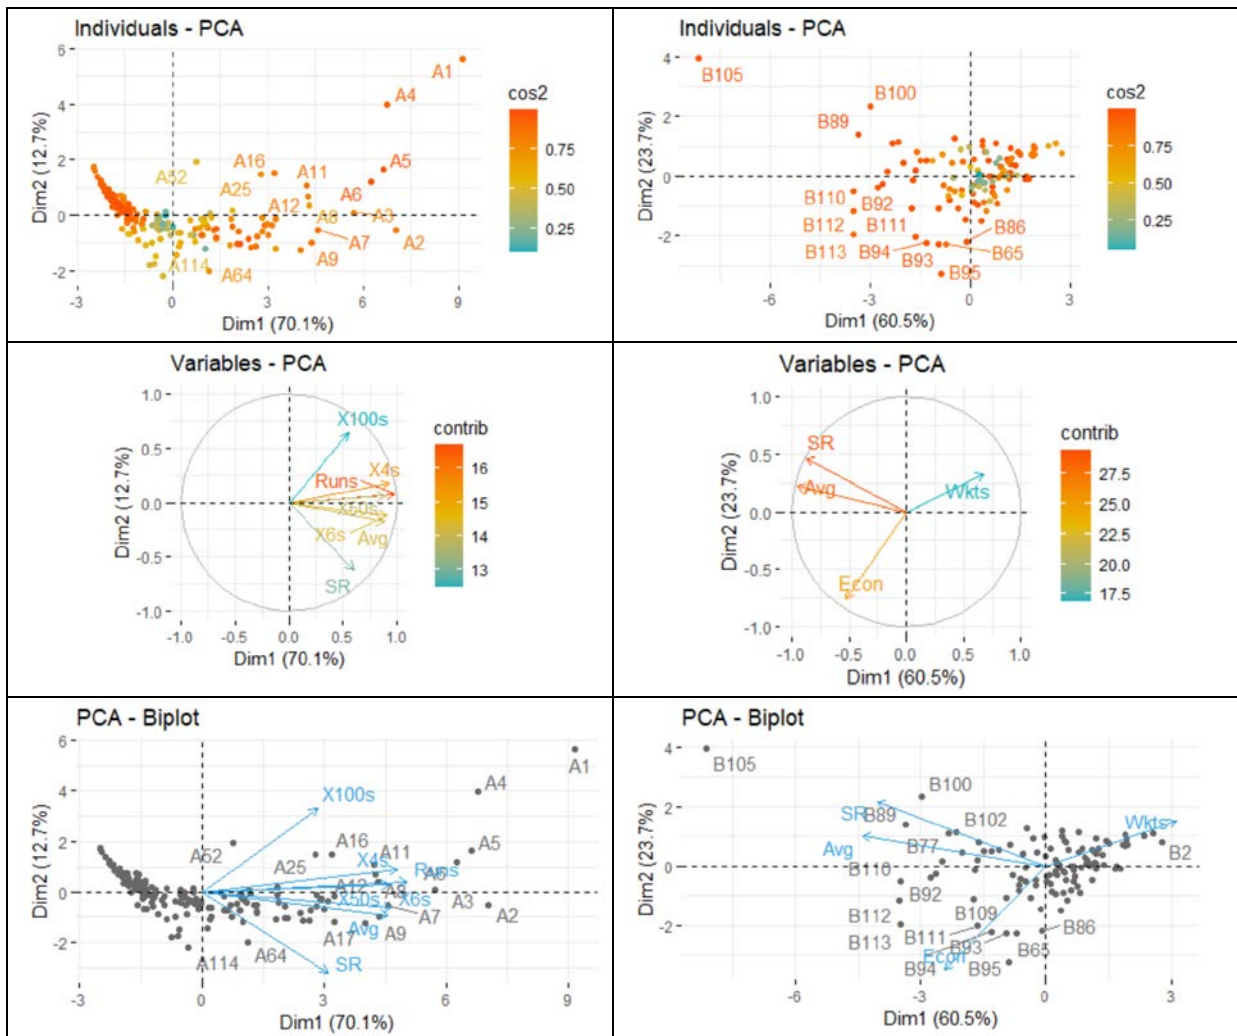 Individuals - PCA
6
4
2
0
-2
-3
0
3
6
9
Dim2 (12.7%)
Dim1 (70.1%)
A1
A4
A5
A16
A11
A52
A25
A6
A12
A8
A3
A7
A2
A9
A114
A64
cos2
0.75
0.50
0.25
Individuals - PCA
4
2
0
-2
-6
-3
0
3
Dim2 (23.7%)
Dim1 (60.5%)
B105
B100
B89
B110
B92
B112
B111
B86
B113
B94
B93
B65
B95
cos2
0.75
0.50
0.25
Variables - PCA
1.0
0.5
0.0
-0.5
-1.0
-1.0
-0.5
0.0
0.5
1.0
Dim2 (12.7%)
Dim1 (70.1%)
X100s
X4s
Runs
X50s
X6s
Avg
SR
contrib
16
15
14
13
Variables - PCA
1.0
0.5
0.0
-0.5
-1.0
-1.0
-0.5
0.0
0.5
1.0
Dim2 (23.7%)
Dim1 (60.5%)
SR
Avg
Wkts
Econ
contrib
27.5
25.0
22.5
20.0
17.5
PCA - Biplot
6
4
2
0
-2
0
3
6
9
Dim2 (12.7%)
Dim1 (70.1%)
A1
A4
X100s
A16
A5
A52
X4s
A11
A25
Runs
A6
A12
A8
X50s
X6s
A3
A2
A7
Avg
A9
A17
A114
A64
SR
PCA - Biplot
4
2
0
-2
-6
-3
0
3
Dim2 (23.7%)
Dim1 (60.5%)
B105
B100
SR
B89
B102
Wkts
Avg
B77
B2
B110
B92
B109
B86
B112
B111
B113
B93
B65
Econ
B94
B95